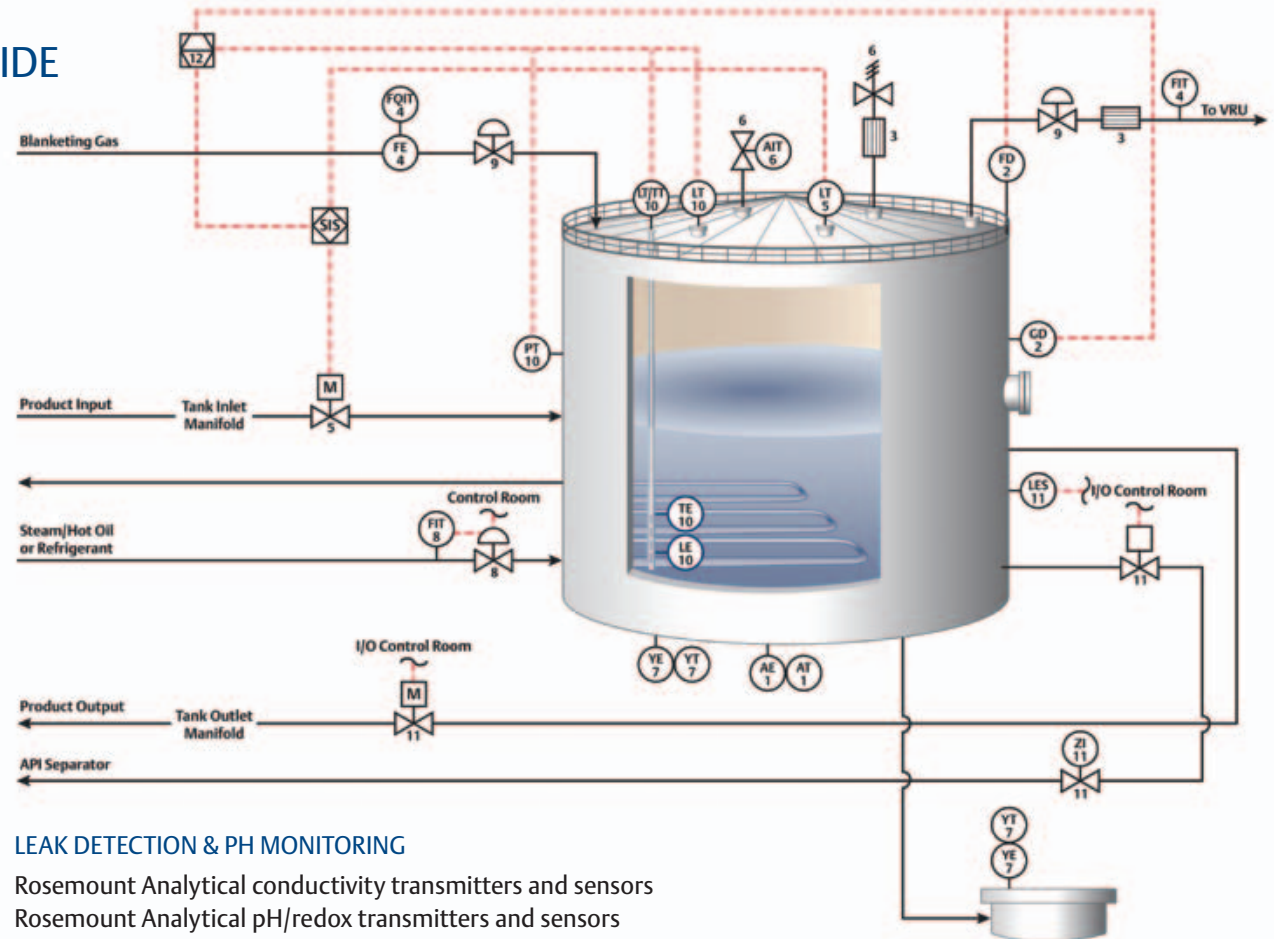 IDE
12
6
FQIT
4
FIT
4
To VRU
Blanketing Gas
FE
4
9
6
AIT
6
3
9
3
FD
2
LT/TT
10
LT
10
LT
5
SIS
PT
10
GD
2
M
Product Input
Tank Inlet
Manifold
5
Control Room
LES
11
I/O Control Room
Steam/Hot Oil
or Refrigerant
FIT
8
8
TE
10
LE
10
11
I/O Control Room
YE
7
YT
7
AE
1
AT
1
M
Product Output
Tank Outlet
Manifold
11
ZI
11
API Separator
11
YT
7
YE
7
LEAK DETECTION & PH MONITORING
Rosemount Analytical conductivity transmitters and sensors
Rosemount Analytical pH/redox transmitters and sensors